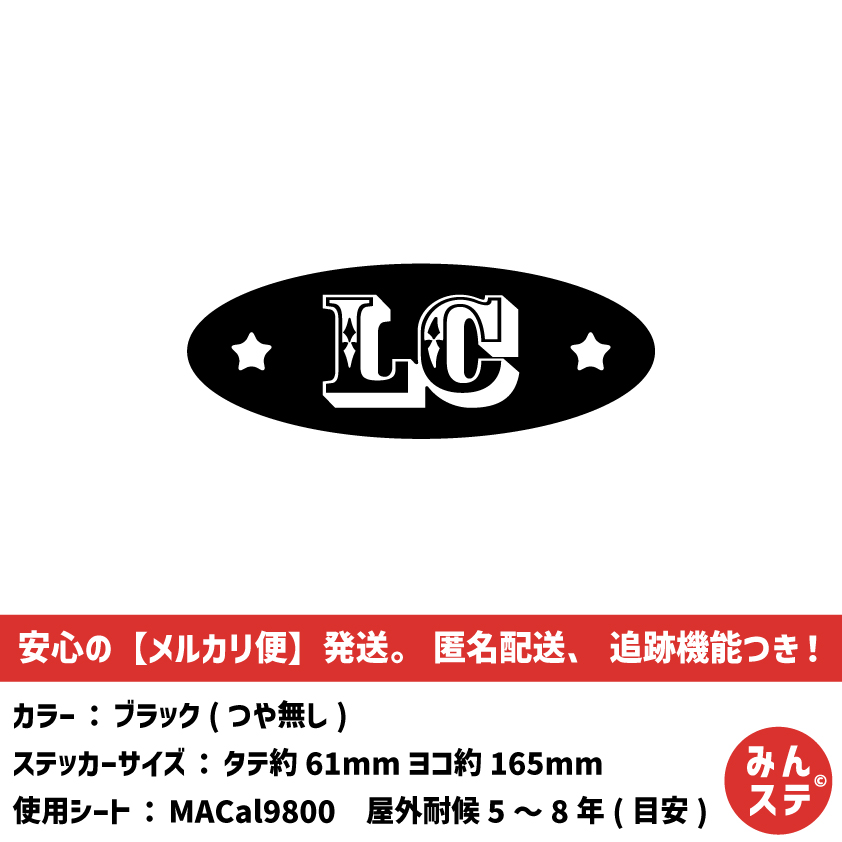 LC
安心の【メルカリ便】発送。 匿名配送、 追跡機能つき！
カラー : ブラック ( つや無し )
ステッカーサイズ : タテ約 61mm ヨコ約 165mm
使用シート : MACal9800　屋外耐候 5 〜 8 年 ( 目安 )
みん
ステ
©